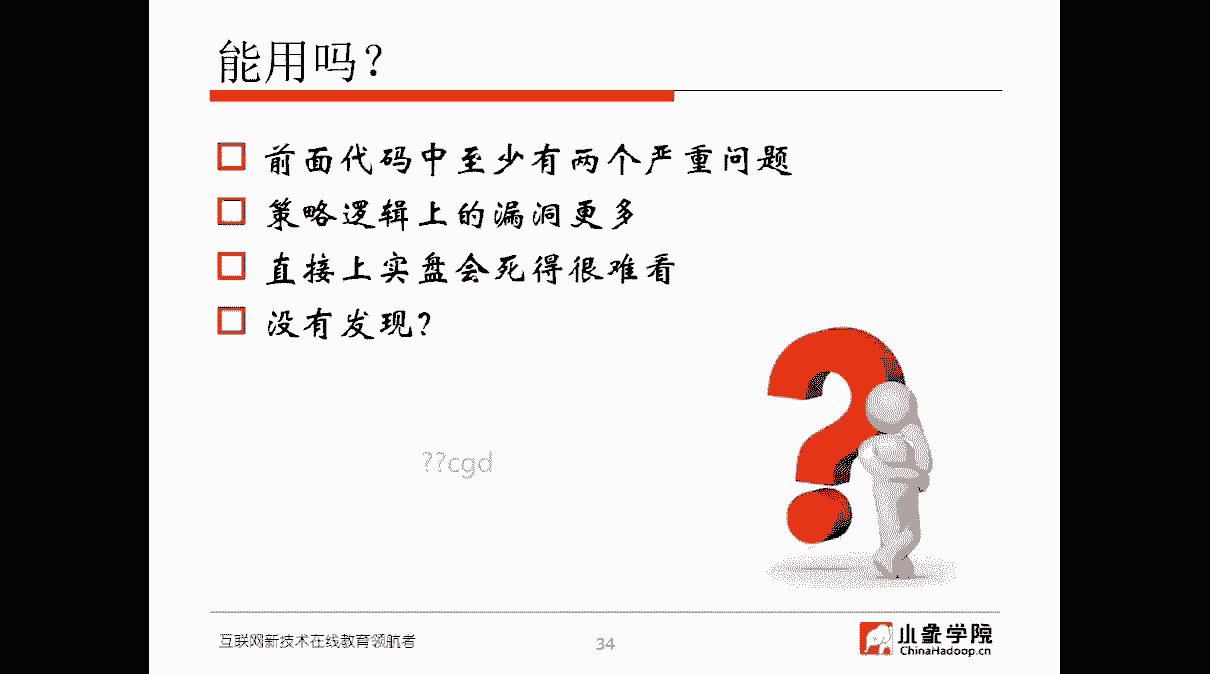 能用吗?
前面代码中至少有两个严重问题
策略逻辑上的漏洞更多
直接上实盘会死得很难看
没有发现?
??cgd
互联网新技术在线教育领航者
34
小象学院
ChinaHadoop.cn